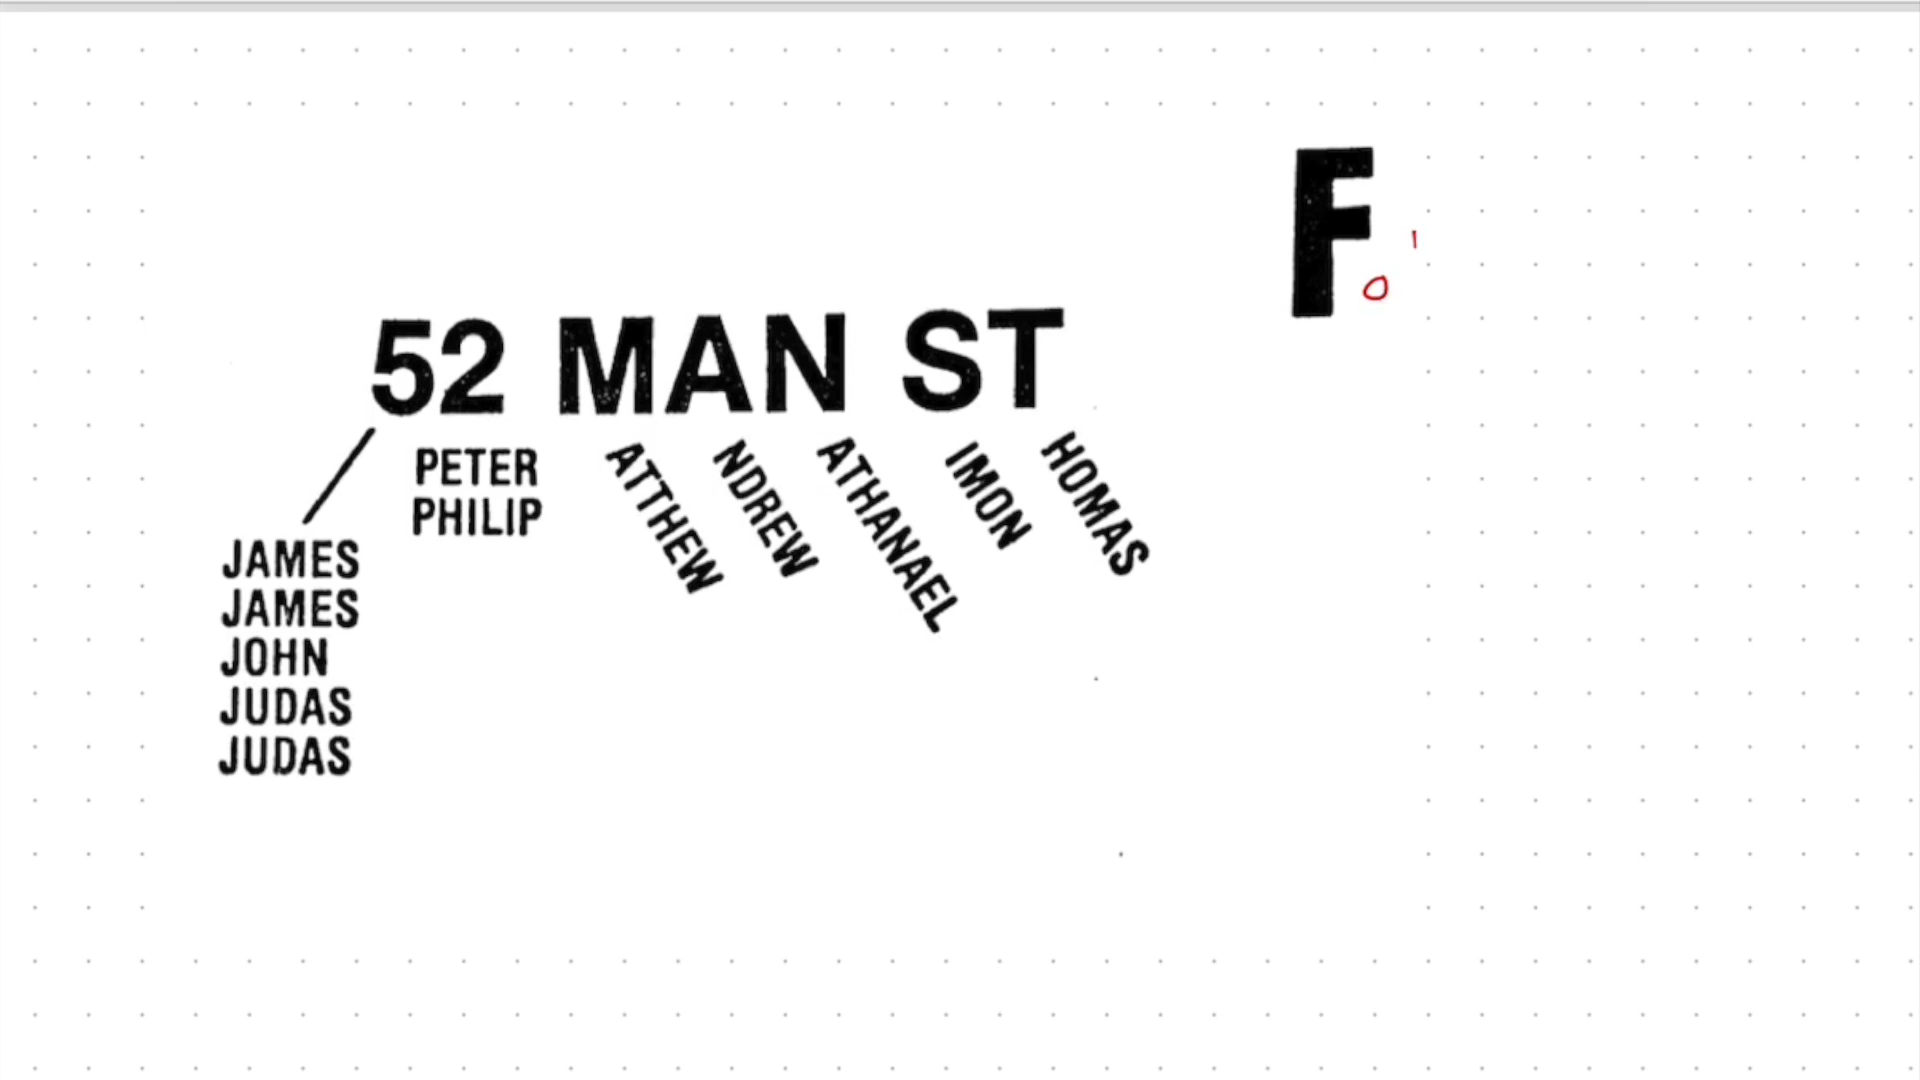 F
o '
52 MAN ST
PETER
PHILIP
ATTHEW
NDREW
ATHANAEL
IMON
HOMAS
JAMES
JAMES
JOHN
JUDAS
JUDAS